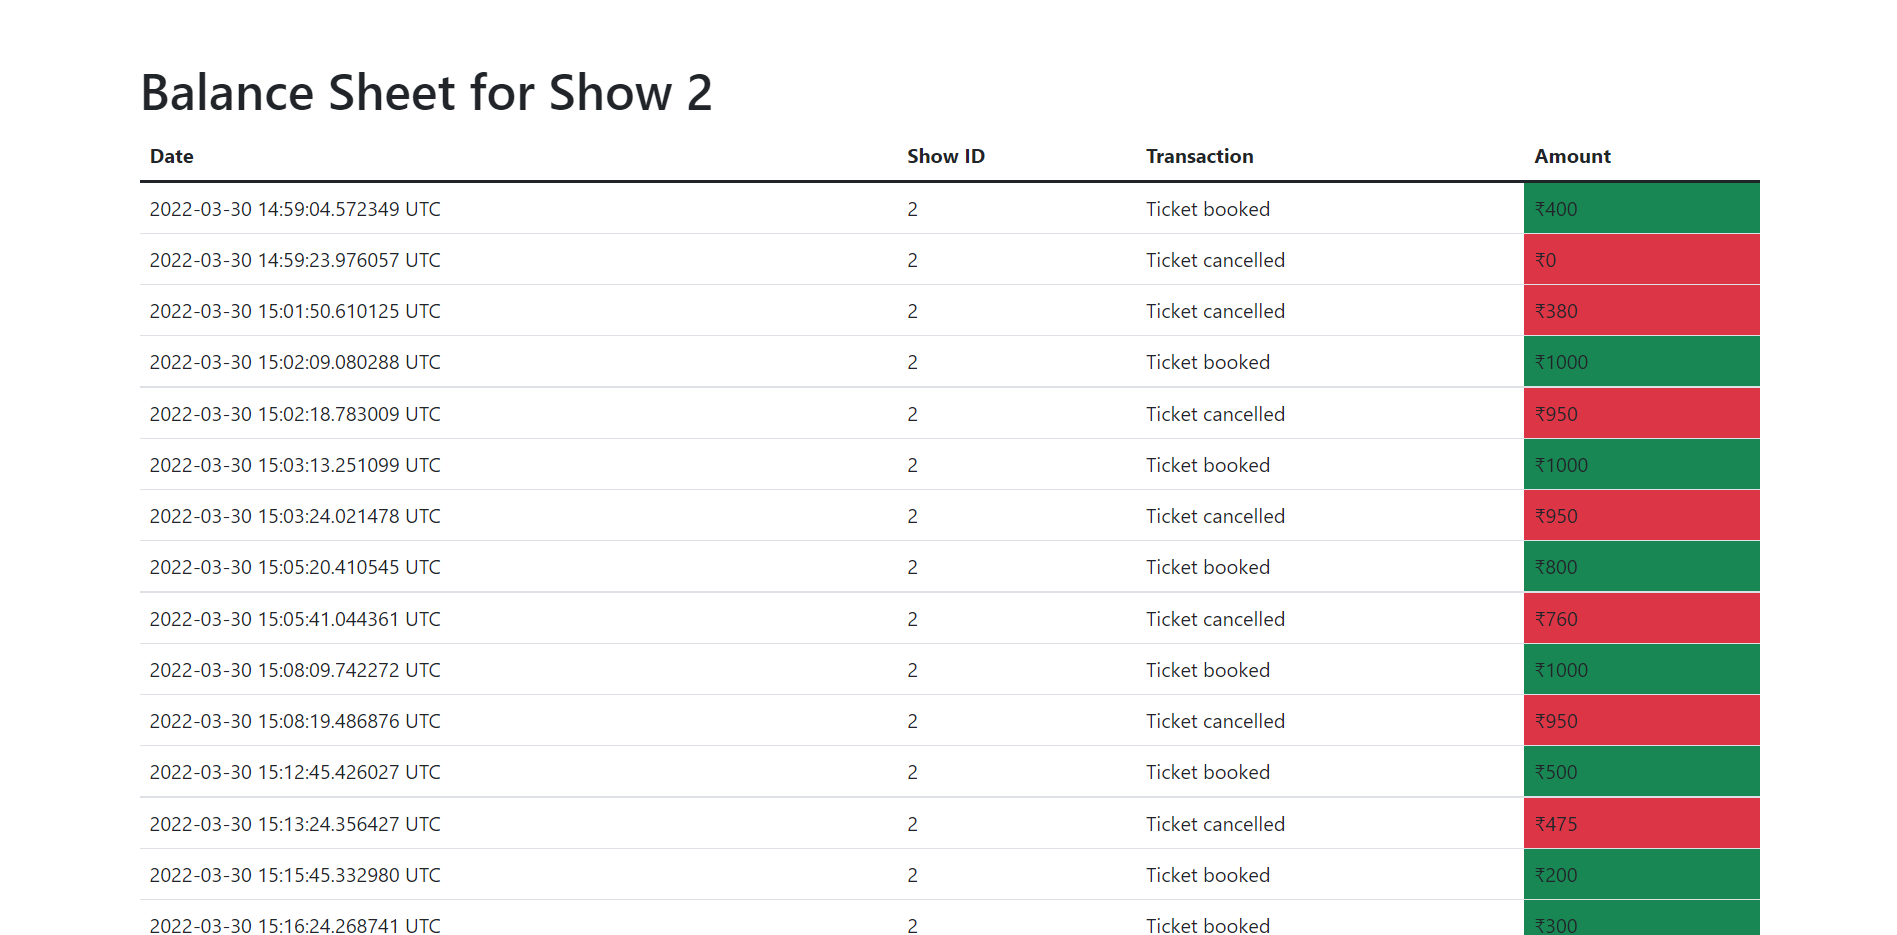 Balance Sheet for Show 2
Date Show ID Transaction Amount
2022-03-30 14:59:04.572349 UTC 2 Ticket booked ₹400
2022-03-30 14:59:23.976057 UTC 2 Ticket cancelled ₹0
2022-03-30 15:01:50.610125 UTC 2 Ticket cancelled ₹380
2022-03-30 15:02:09.080288 UTC 2 Ticket booked ₹1000
2022-03-30 15:02:18.783009 UTC 2 Ticket cancelled ₹950
2022-03-30 15:03:13.251099 UTC 2 Ticket booked ₹1000
2022-03-30 15:03:24.021478 UTC 2 Ticket cancelled ₹950
2022-03-30 15:05:20.410545 UTC 2 Ticket booked ₹800
2022-03-30 15:05:41.044361 UTC 2 Ticket cancelled ₹760
2022-03-30 15:08:09.742272 UTC 2 Ticket booked ₹1000
2022-03-30 15:08:19.486876 UTC 2 Ticket cancelled ₹950
2022-03-30 15:12:45.426027 UTC 2 Ticket booked ₹500
2022-03-30 15:13:24.356427 UTC 2 Ticket cancelled ₹475
2022-03-30 15:15:45.332980 UTC 2 Ticket booked ₹200
2022-03-30 15:16:24.268741 UTC 2 Ticket booked ₹300